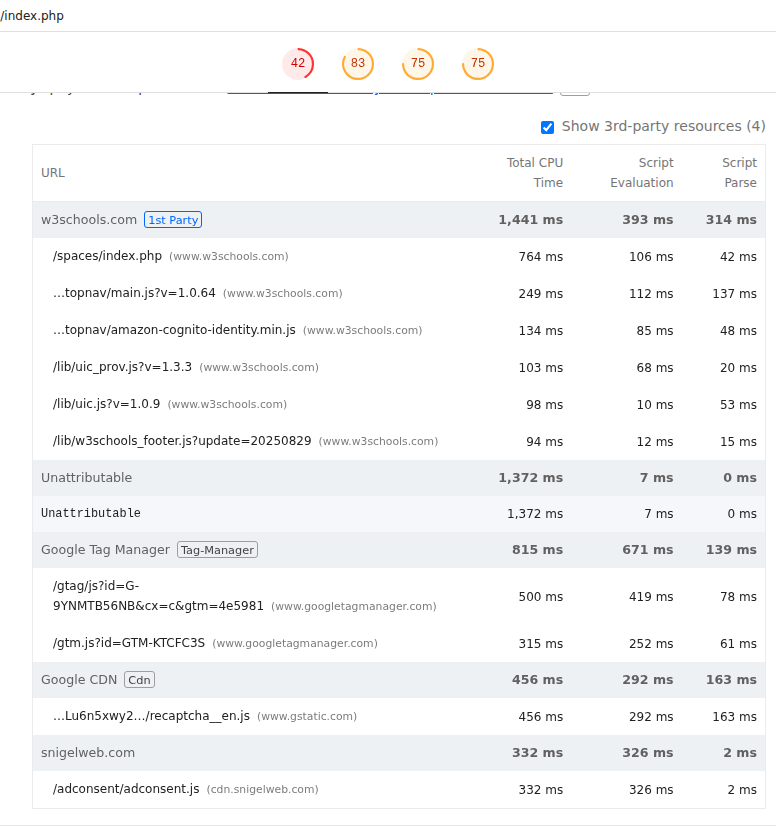 /index.php
42 83 75 75
Show 3rd-party resources (4)
URL Total CPU Time Script Evaluation Script Parse
w3schools.com 1st Party 1,441 ms 393 ms 314 ms
/spaces/index.php (www.w3schools.com) 764 ms 106 ms 42 ms
…topnav/main.js?v=1.0.64 (www.w3schools.com) 249 ms 112 ms 137 ms
…topnav/amazon-cognito-identity.min.js (www.w3schools.com) 134 ms 85 ms 48 ms
/lib/uic_prov.js?v=1.3.3 (www.w3schools.com) 103 ms 68 ms 20 ms
/lib/uic.js?v=1.0.9 (www.w3schools.com) 98 ms 10 ms 53 ms
/lib/w3schools_footer.js?update=20250829 (www.w3schools.com) 94 ms 12 ms 15 ms
Unattributable 1,372 ms 7 ms 0 ms
Unattributable 1,372 ms 7 ms 0 ms
Google Tag Manager Tag-Manager 815 ms 671 ms 139 ms
/gtag/js?id=G-
9YNMTB56NB&cx=c&gtm=4e5981 (www.googletagmanager.com) 500 ms 419 ms 78 ms
/gtm.js?id=GTM-KTCFC3S (www.googletagmanager.com) 315 ms 252 ms 61 ms
Google CDN Cdn 456 ms 292 ms 163 ms
…Lu6n5xwy2…/recaptcha__en.js (www.gstatic.com) 456 ms 292 ms 163 ms
snigelweb.com 332 ms 326 ms 2 ms
/adconsent/adconsent.js (cdn.snigelweb.com) 332 ms 326 ms 2 ms